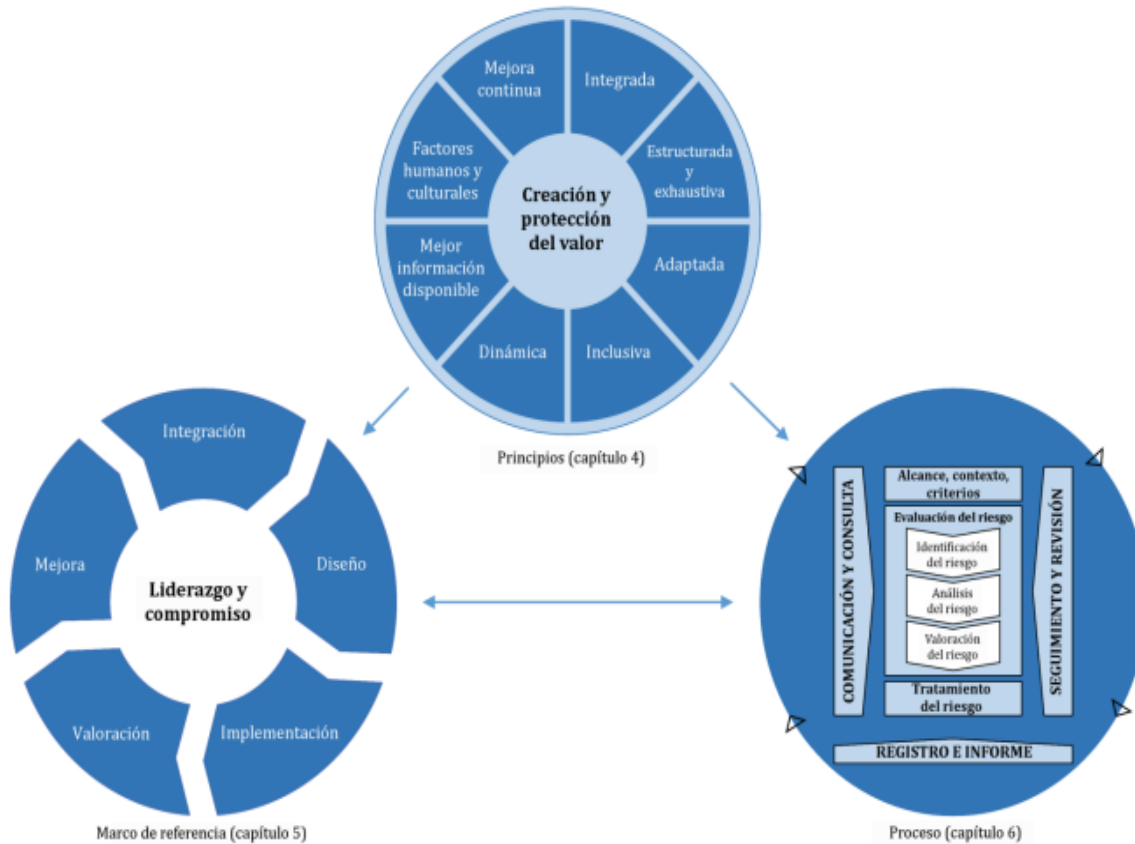 Mejora
continua
Integrada
Estructurada
y
exhaustiva
Adaptada
Inclusiva
Dinámica
Mejor
información
disponible
Factores
humanos y
culturales
Creación y
protección
del valor
Principios (capítulo 4)
Integración
Diseño
Implementación
Valoración
Mejora
Liderazgo y
compromiso
Marco de referencia (capítulo 5)
COMUNICACIÓN Y CONSULTA
Alcance, contexto,
criterios
Evaluación del riesgo
Identificación
del riesgo
Análisis
del riesgo
Valoración
del riesgo
Tratamiento
del riesgo
SEGUIMIENTO Y REVISIÓN
REGISTRO E INFORME
Proceso (capítulo 6)